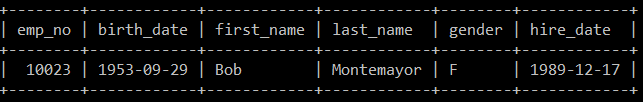 +--------+------------+------------+------------+--------+------------+
| emp_no | birth_date | first_name | last_name  | gender | hire_date  |
+--------+------------+------------+------------+--------+------------+
|  10023 | 1953-09-29 | Bob        | Montemayor | F      | 1989-12-17 |
+--------+------------+------------+------------+--------+------------+